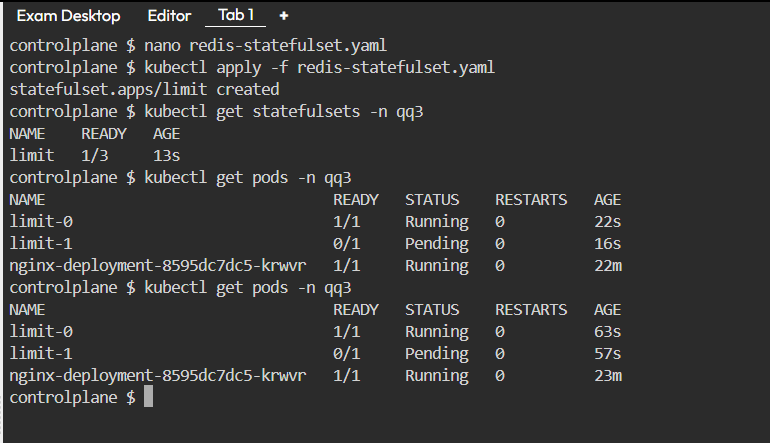 Exam Desktop Editor Tab 1 +
controlplane $ nano redis-statefulset.yaml
controlplane $ kubectl apply -f redis-statefulset.yaml
statefulset.apps/limit created
controlplane $ kubectl get statefulsets -n qq3
NAME    READY   AGE
limit   1/3     13s
controlplane $ kubectl get pods -n qq3
NAME                                READY   STATUS    RESTARTS   AGE
limit-0                             1/1     Running   0          22s
limit-1                             0/1     Pending   0          16s
nginx-deployment-8595dc7dc5-krwvr   1/1     Running   0          22m
controlplane $ kubectl get pods -n qq3
NAME                                READY   STATUS    RESTARTS   AGE
limit-0                             1/1     Running   0          63s
limit-1                             0/1     Pending   0          57s
nginx-deployment-8595dc7dc5-krwvr   1/1     Running   0          23m
controlplane $